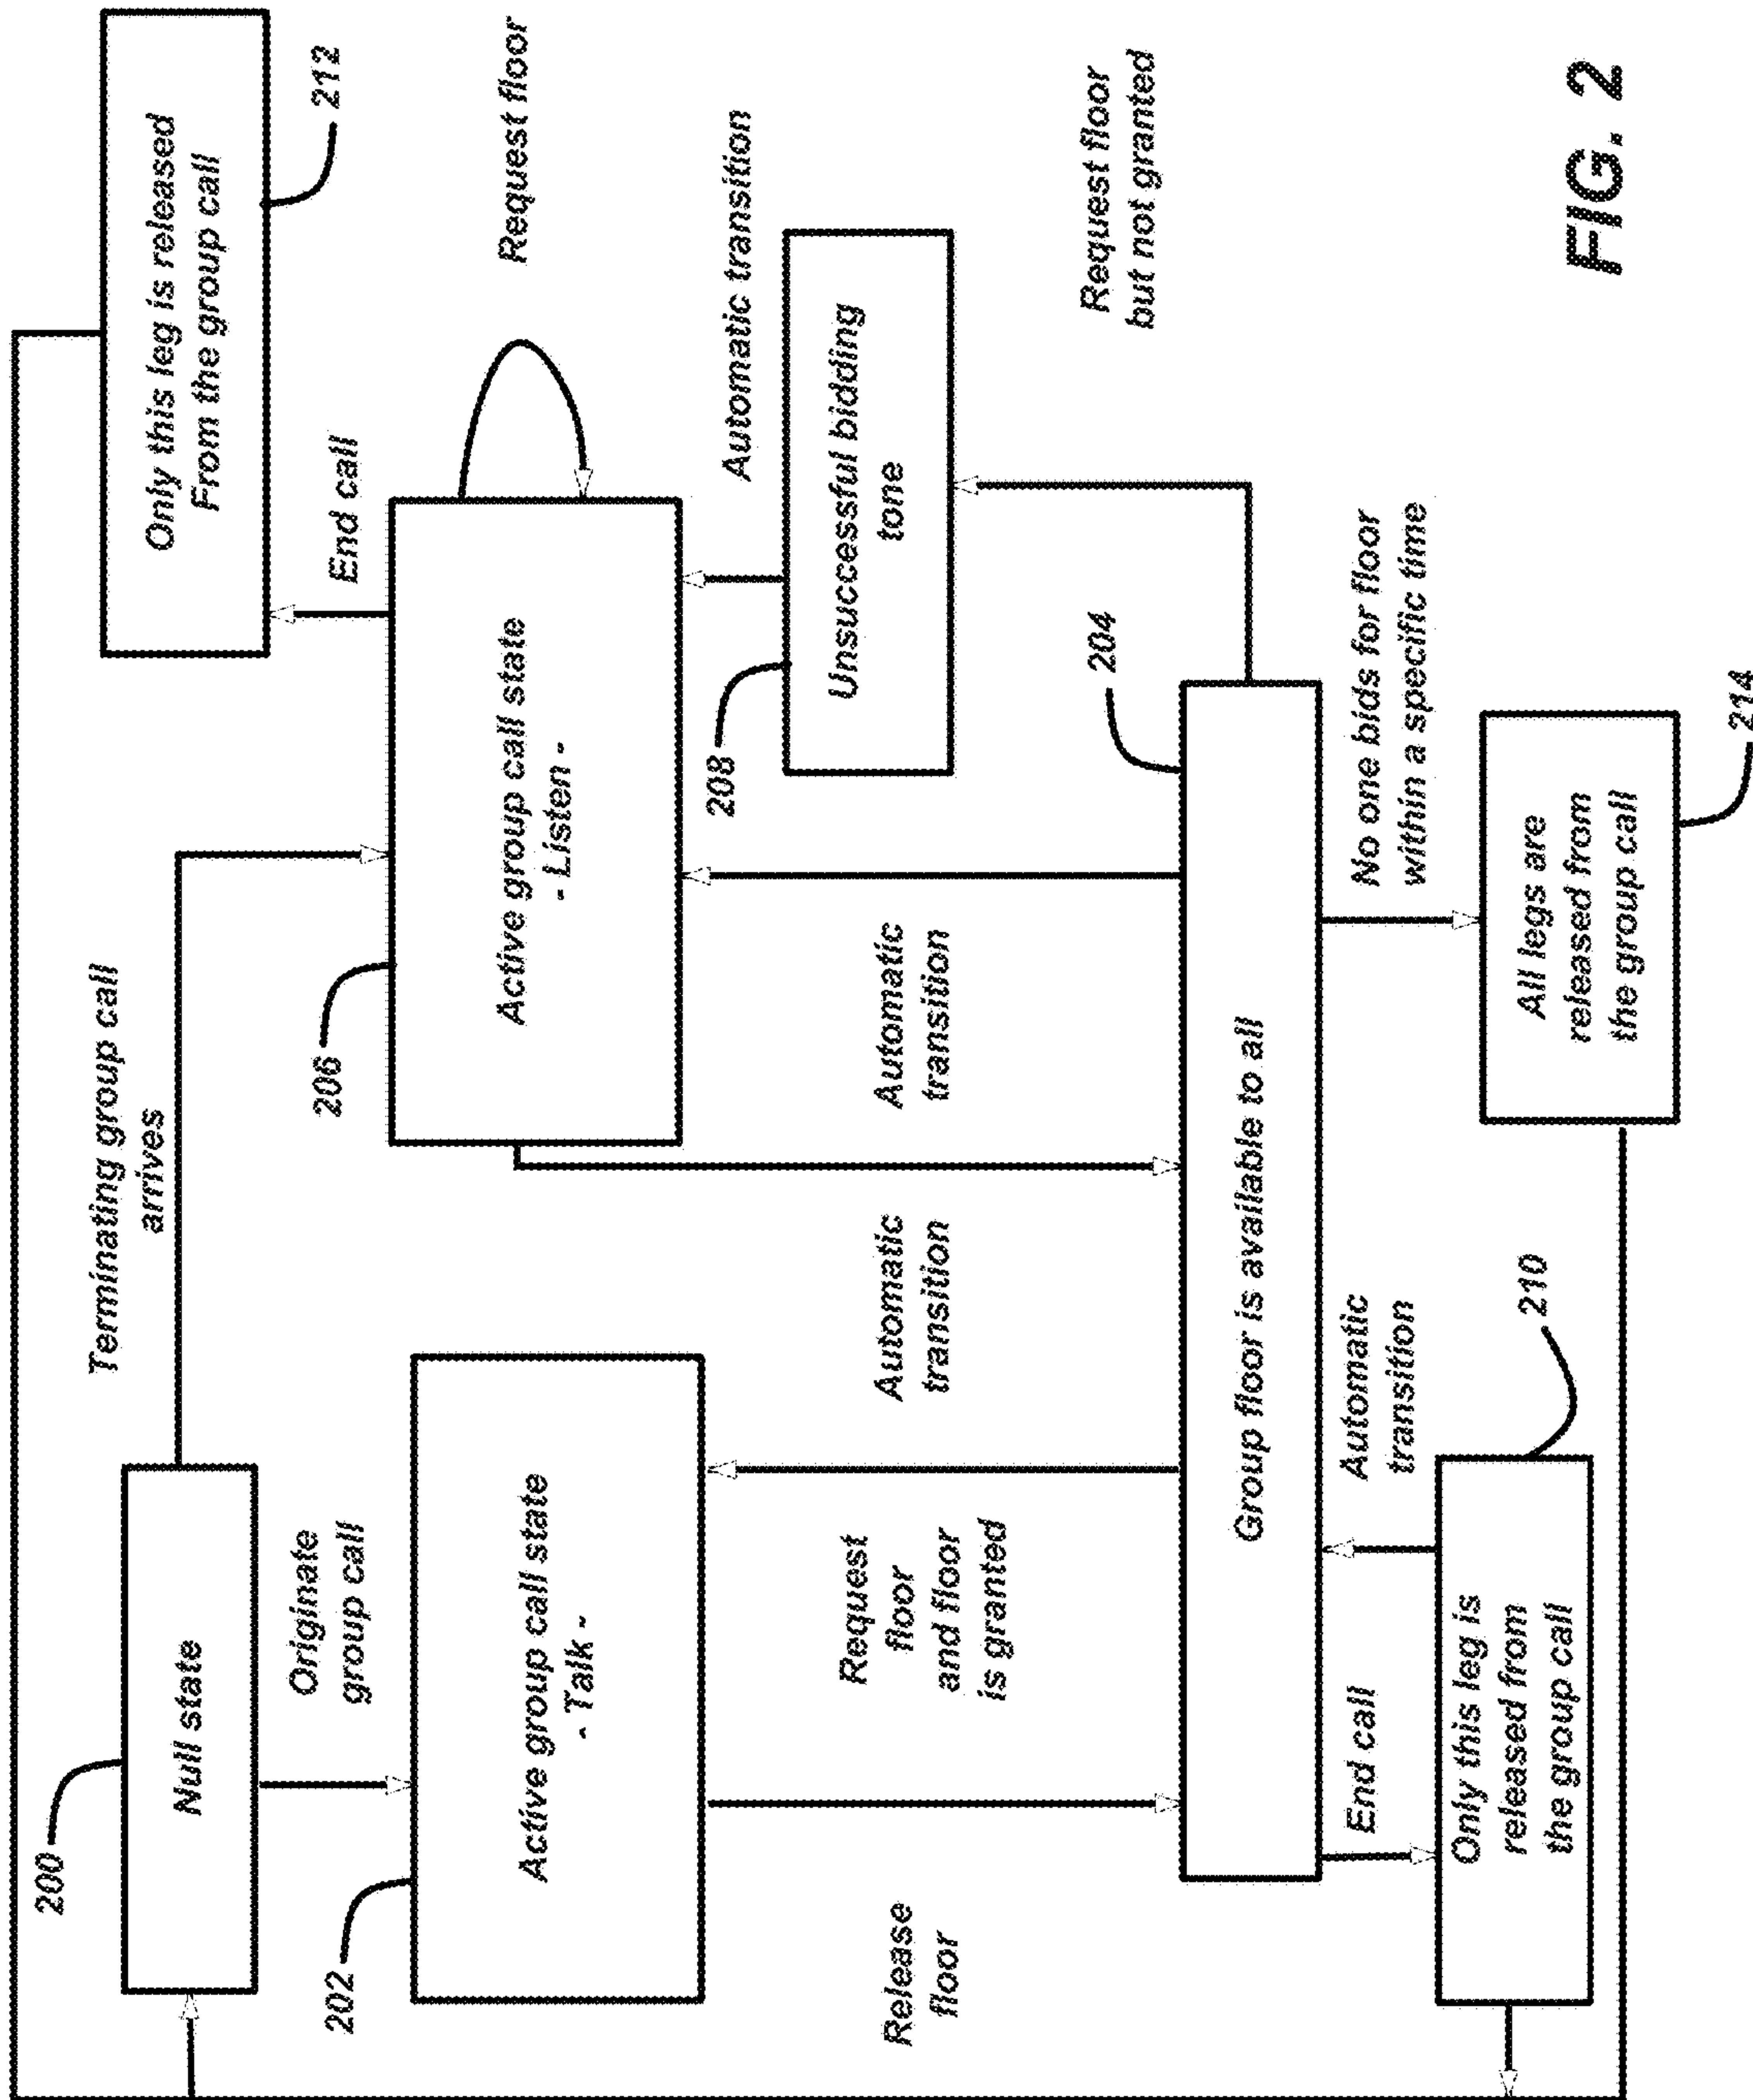 200
Null state
Terminating group call
arrives
Only this leg is released
From the group call
212
Originate
group call
End call
202
Active group call state
- Talk -
206
Active group call state
- Listen -
Request floor
Release
floor
Request
floor
and floor
is granted
Automatic
transition
Automatic
transition
208
Automatic transition
Unsuccessful bidding
tone
204
Request floor
but not granted
Group floor is available to all
End call
Automatic
transition
No one bids for floor
within a specific time
Only this leg is
released from
the group call
210
All legs are
released from
the group call
214
FIG. 2